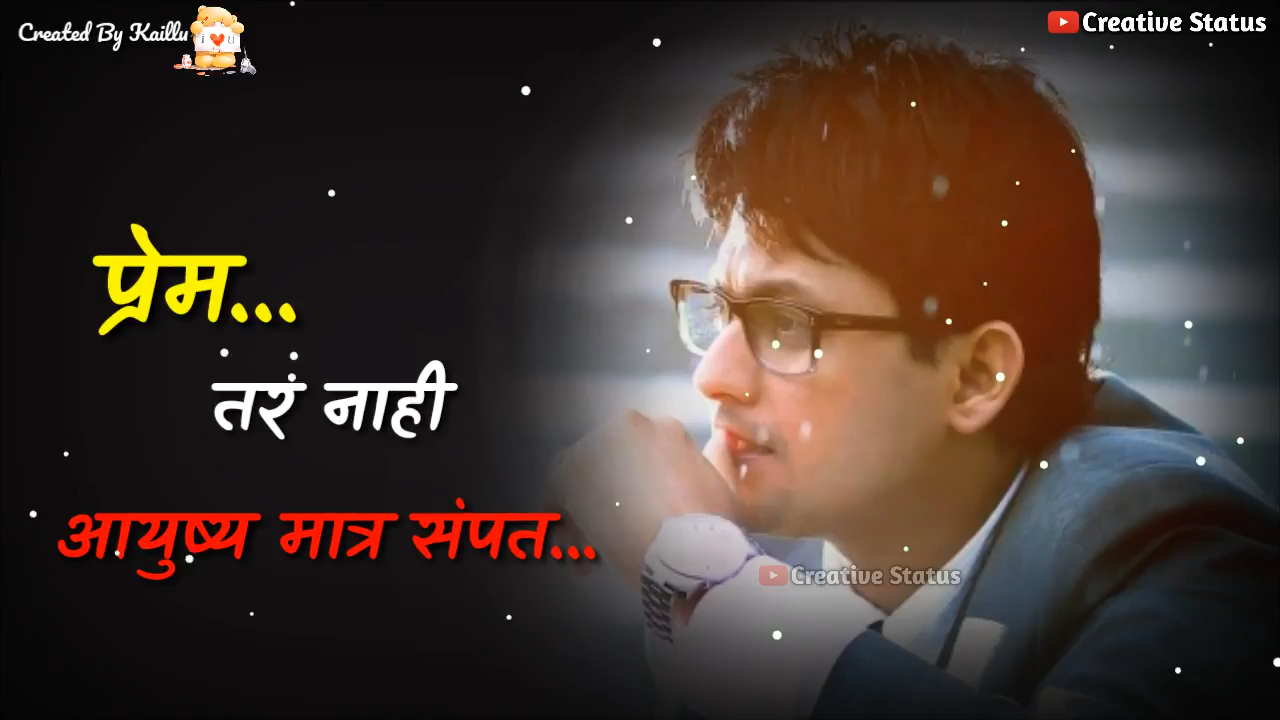 Created By Kaillu
i u
Creative Status
प्रेम...
तरं नाही
आयुष्य मात्र संपत...
Creative Status